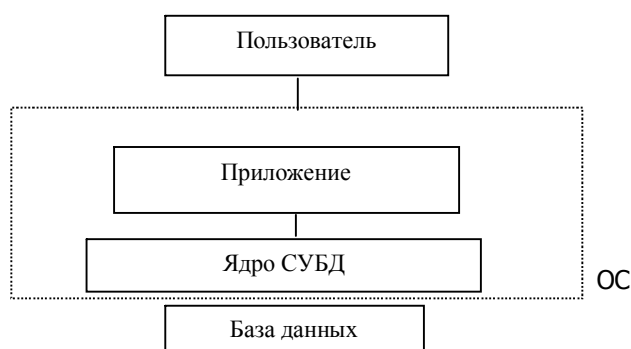 Пользователь
Приложение
Ядро СУБД
ОС
База данных